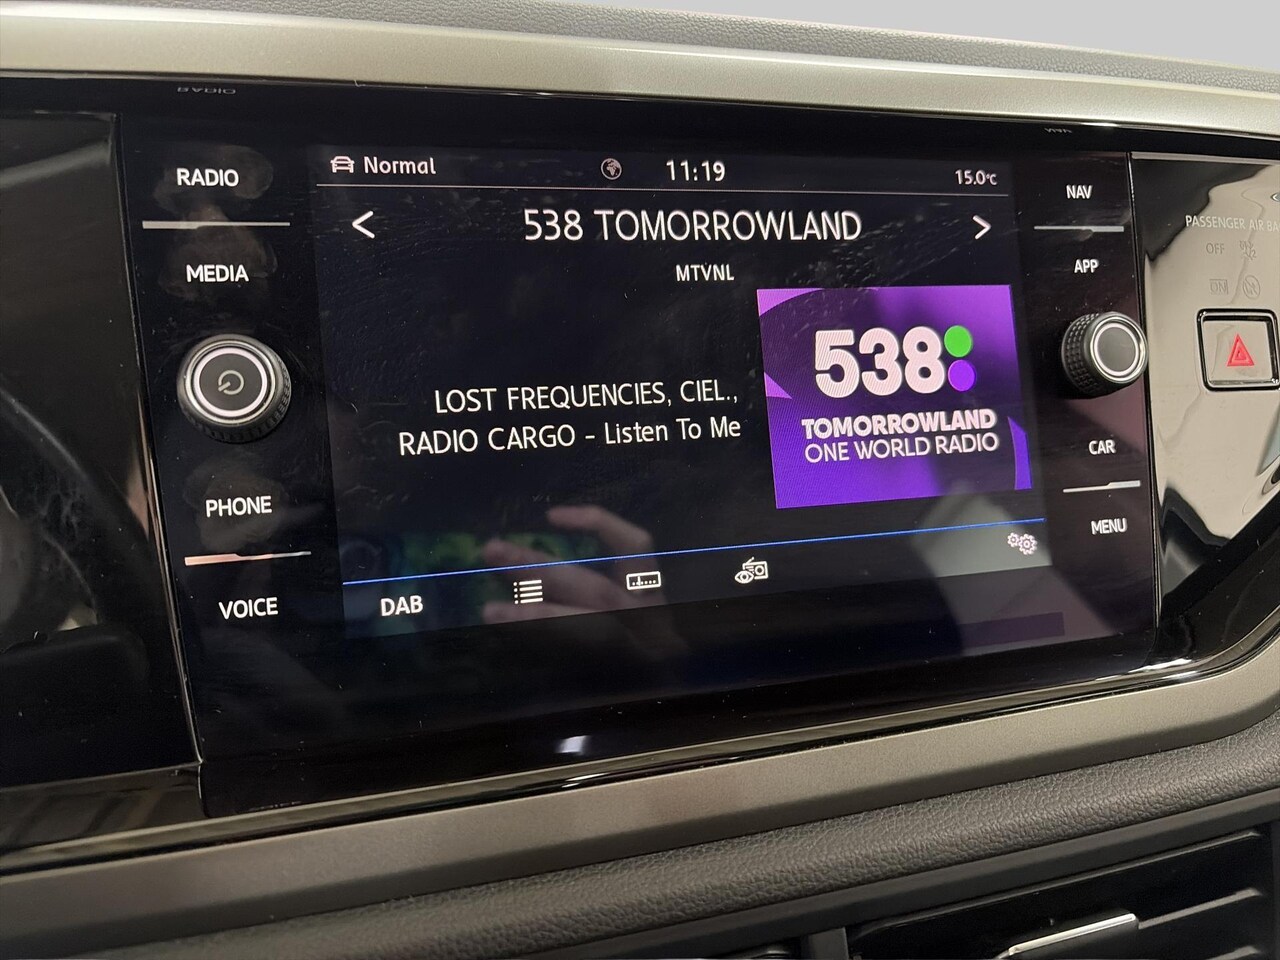 RADIO
MEDIA
PHONE
VOICE
Normal
11:19
15.0°C
538 TOMORROWLAND
MTVNL
LOST FREQUENCIES, CIEL.,
RADIO CARGO - Listen To Me
538
TOMORROWLAND
ONE WORLD RADIO
DAB
NAV
APP
CAR
MENU
PASSENGER AIR BA
OFF
ON